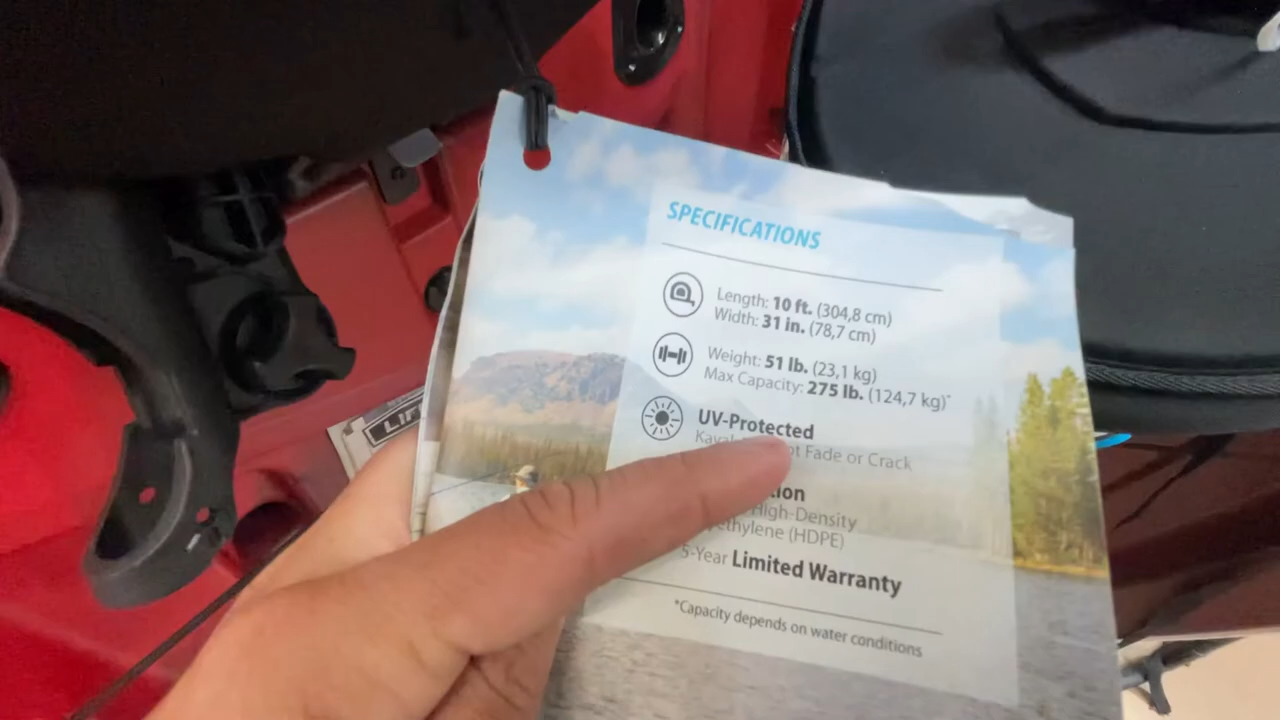 SPECIFICATIONS
Length: 10 ft. (304,8 cm)
Width: 31 in. (78,7 cm)
Weight: 51 lb. (23,1 kg)
Max Capacity: 275 lb. (124,7 kg)*
UV-Protected
Fade or Crack
High-Density
(HDPE)
5-Year Limited Warranty
*Capacity depends on water conditions